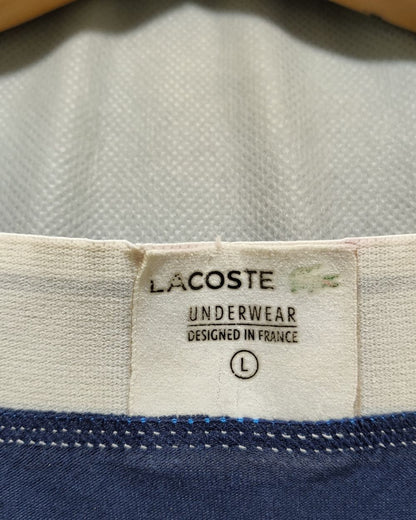 LACOSTE
UNDERWEAR
DESIGNED IN FRANCE
L